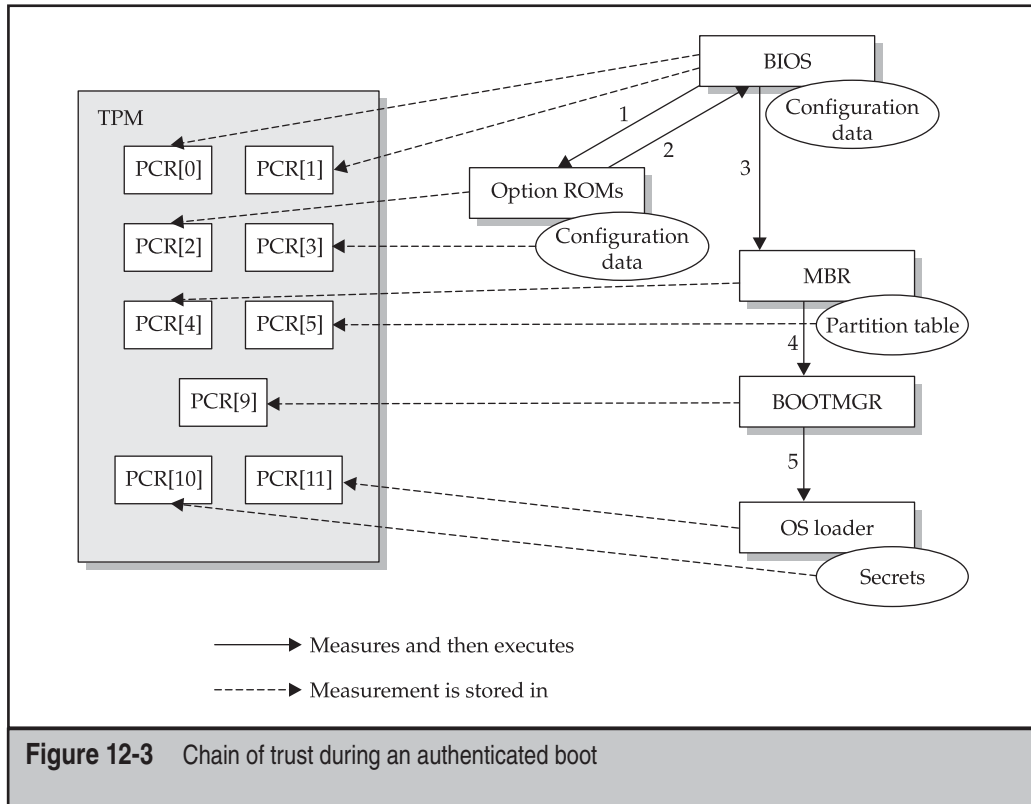 BIOS
Configuration
data
TPM
1
2
3
PCR[0]
PCR[1]
Option ROMs
Configuration
data
PCR[2]
PCR[3]
MBR
Partition table
PCR[4]
PCR[5]
4
PCR[9]
BOOTMGR
5
PCR[10]
PCR[11]
OS loader
Secrets
Measures and then executes
Measurement is stored in
Figure 12-3 Chain of trust during an authenticated boot